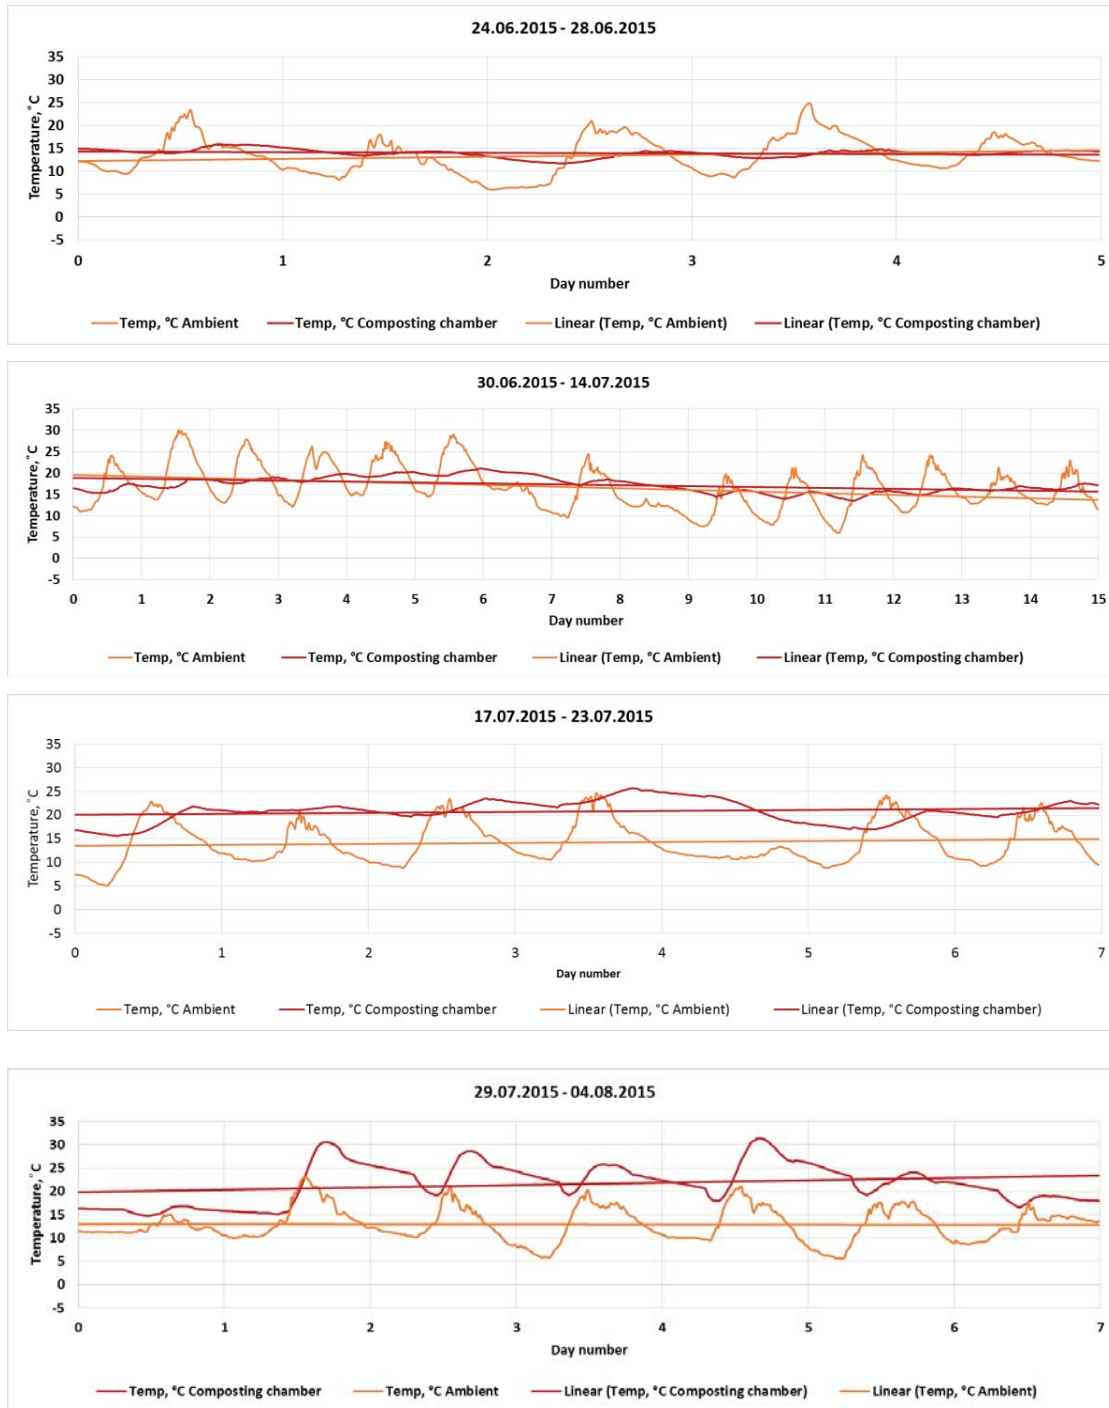 24.06.2015 - 28.06.2015
Temperature, °C
35
30
25
20
15
10
5
0
-5
0 1 2 3 4 5
Day number
Temp, °C Ambient Temp, °C Composting chamber Linear (Temp, °C Ambient) Linear (Temp, °C Composting chamber)
30.06.2015 - 14.07.2015
Temperature, °C
35
30
25
20
15
10
5
0
-5
0 1 2 3 4 5 6 7 8 9 10 11 12 13 14 15
Day number
Temp, °C Ambient Temp, °C Composting chamber Linear (Temp, °C Ambient) Linear (Temp, °C Composting chamber)
17.07.2015 - 23.07.2015
Temperature, °C
35
30
25
20
15
10
5
0
-5
0 1 2 3 4 5 6 7
Day number
Temp, °C Ambient Temp, °C Composting chamber Linear (Temp, °C Ambient) Linear (Temp, °C Composting chamber)
29.07.2015 - 04.08.2015
Temperature, °C
35
30
25
20
15
10
5
0
-5
0 1 2 3 4 5 6 7
Day number
Temp, °C Composting chamber Temp, °C Ambient Linear (Temp, °C Composting chamber) Linear (Temp, °C Ambient)